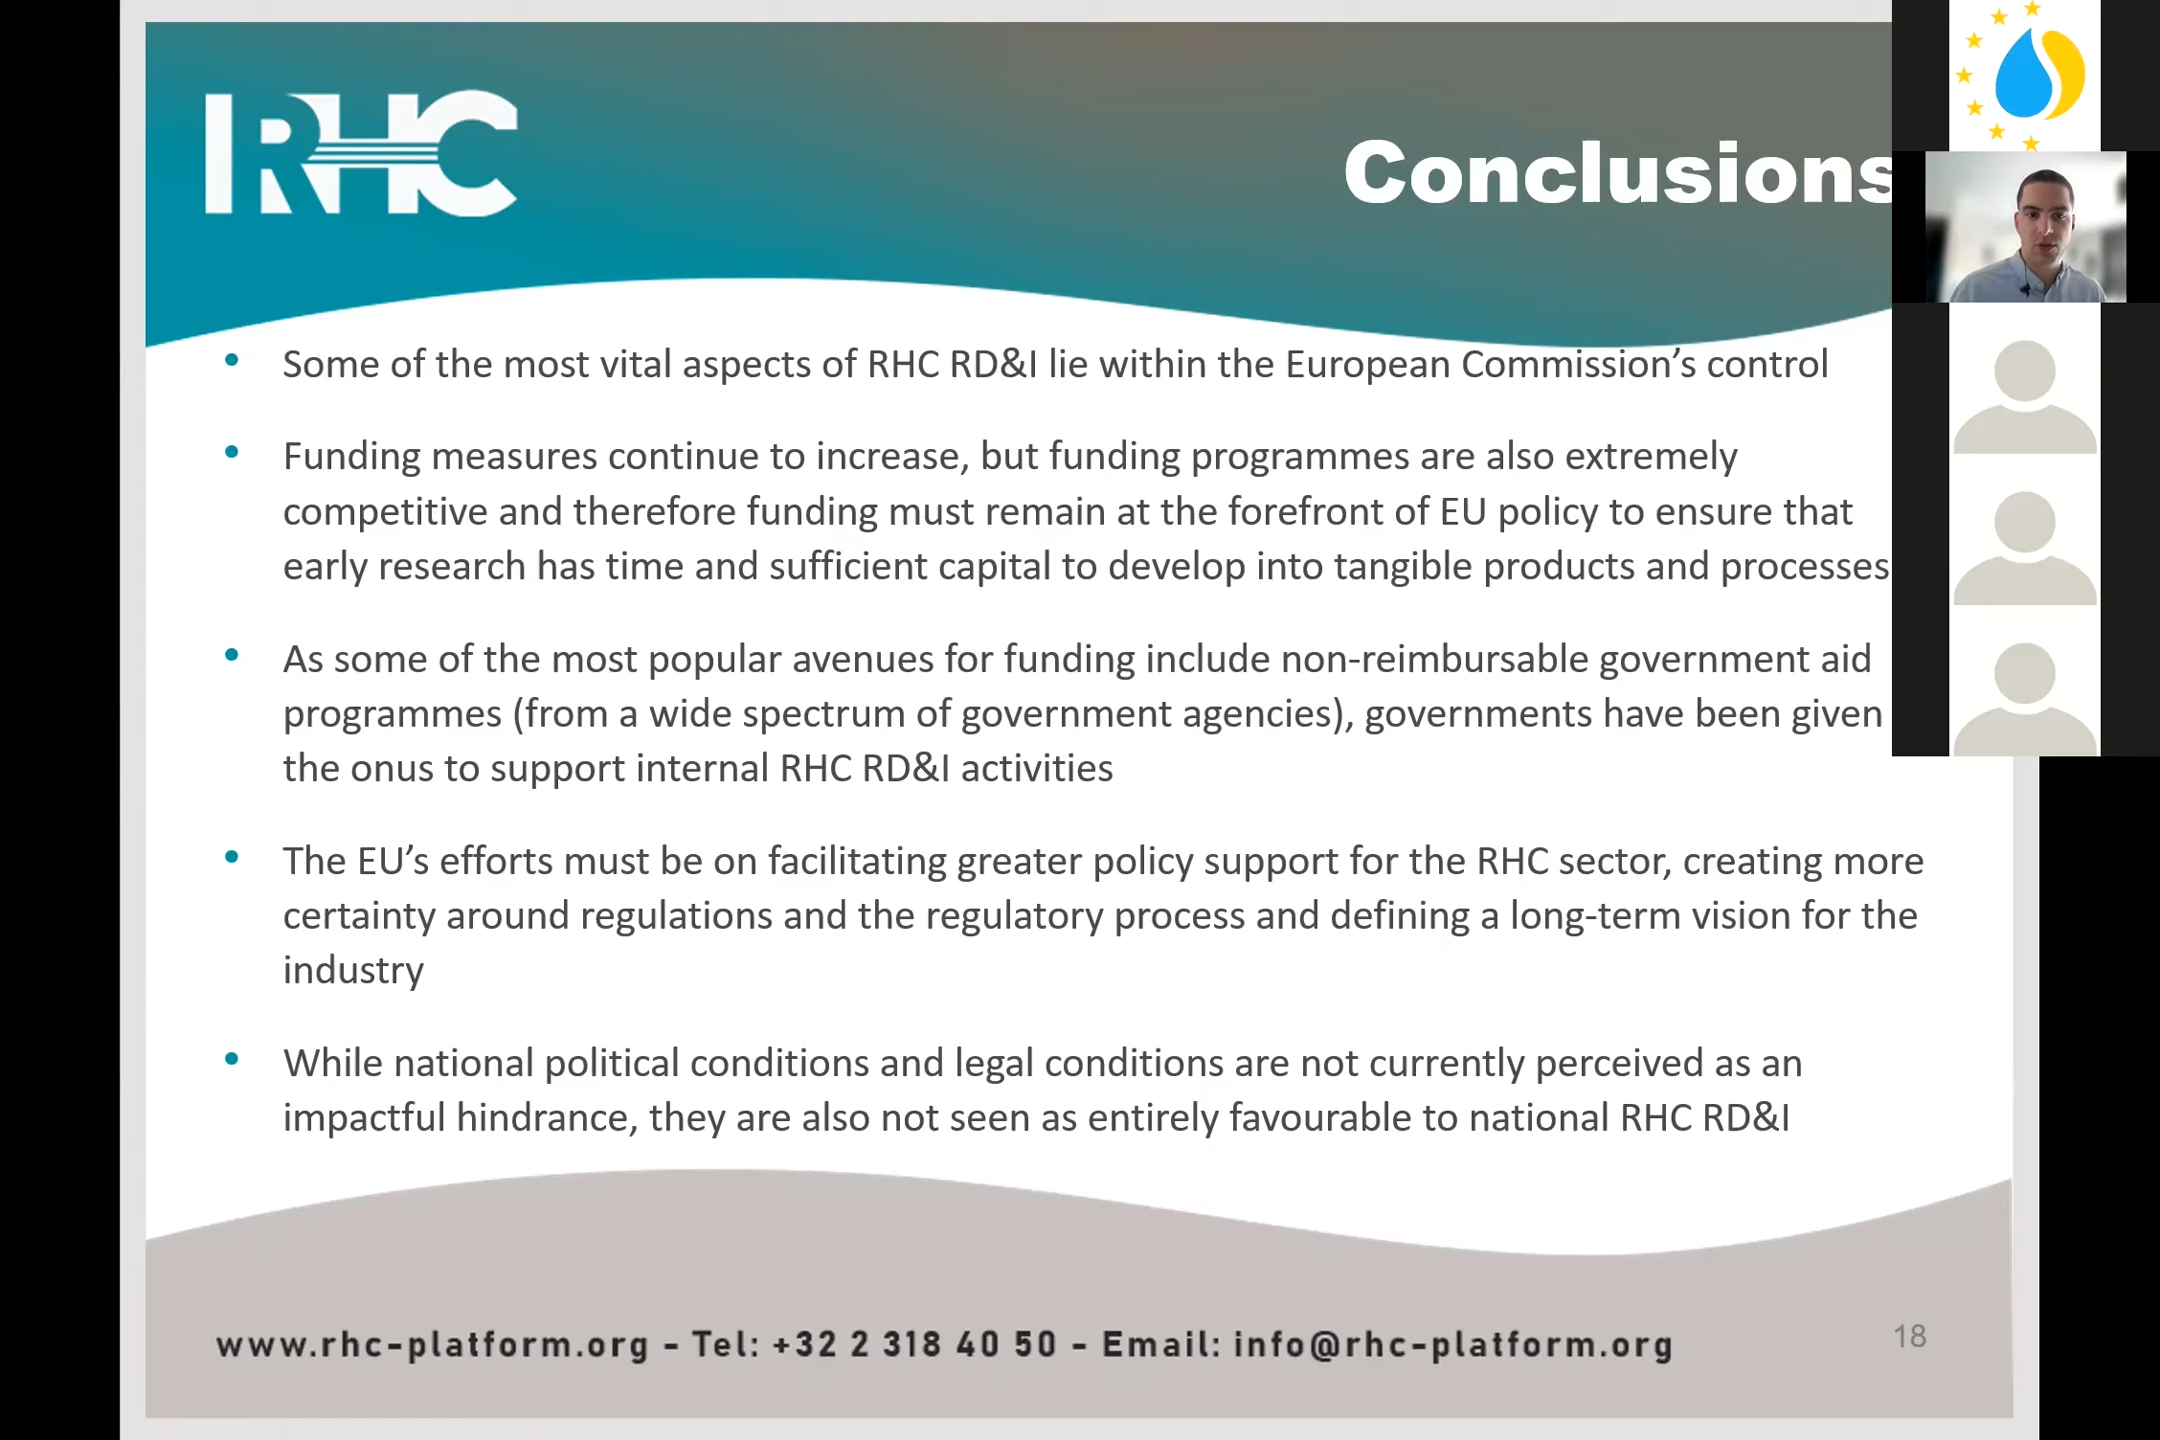 RHC
Conclusions
• Some of the most vital aspects of RHC RD&I lie within the European Commission’s control
• Funding measures continue to increase, but funding programmes are also extremely
competitive and therefore funding must remain at the forefront of EU policy to ensure that
early research has time and sufficient capital to develop into tangible products and processes
• As some of the most popular avenues for funding include non-reimbursable government aid
programmes (from a wide spectrum of government agencies), governments have been given
the onus to support internal RHC RD&I activities
• The EU’s efforts must be on facilitating greater policy support for the RHC sector, creating more
certainty around regulations and the regulatory process and defining a long-term vision for the
industry
• While national political conditions and legal conditions are not currently perceived as an
impactful hindrance, they are also not seen as entirely favourable to national RHC RD&I
www.rhc-platform.org - Tel: +32 2 318 40 50 - Email: info@rhc-platform.org
18